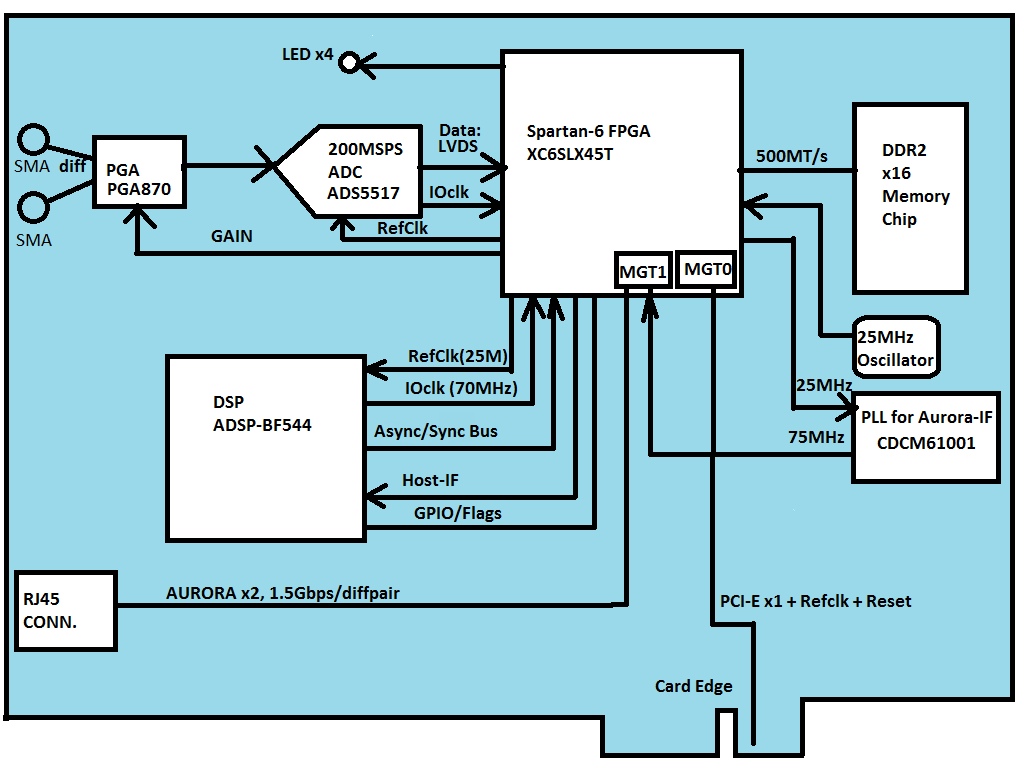 LED x4
Spartan-6 FPGA
XC6SLX45T
SMA
diff
SMA
PGA
PGA870
200MSPS
ADC
ADS5517
Data:
LVDS
IOclk
RefClk
GAIN
500MT/s
DDR2
x16
Memory
Chip
MGT1
MGT0
25MHz
Oscillator
25MHz
PLL for Aurora-IF
CDCM61001
75MHz
DSP
ADSP-BF544
RefClk(25M)
IOclk (70MHz)
Async/Sync Bus
Host-IF
GPIO/Flags
RJ45
CONN.
AURORA x2, 1.5Gbps/diffpair
PCI-E x1 + Refclk + Reset
Card Edge